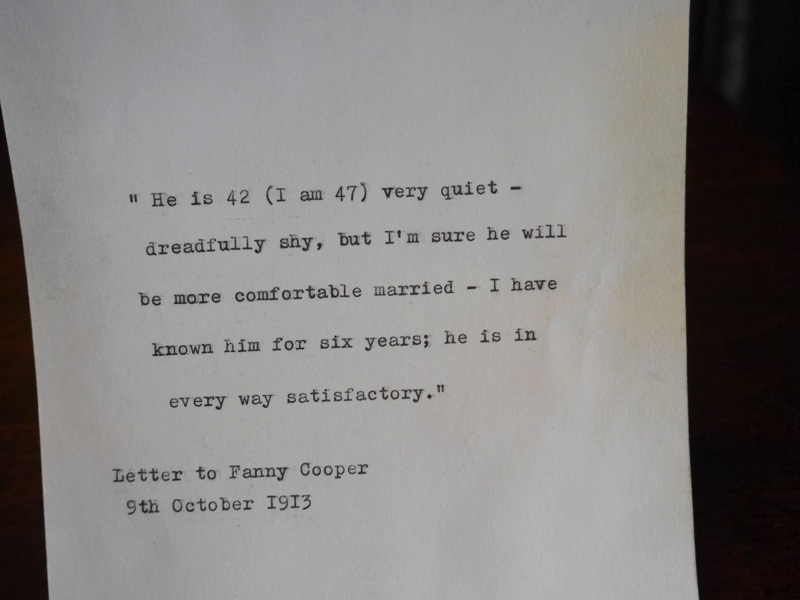 " He is 42 (I am 47) very quiet -
dreadfully shy, but I'm sure he will
be more comfortable married - I have
known him for six years; he is in
every way satisfactory."
Letter to Fanny Cooper
9th October 1913